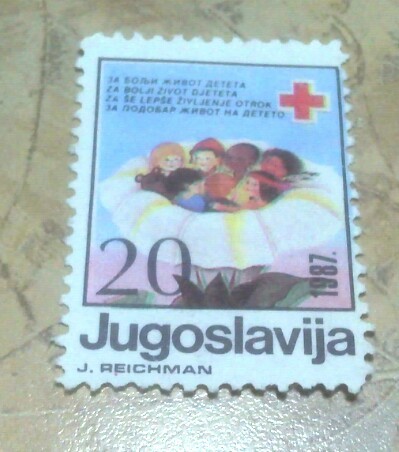 ЗА БОЉИ ЖИВОТ ДЕТЕТА
ZA BOLJI ŽIVOT DJETETA
ZA ŠE LEPŠE ŽIVLJENJE OTROK
ЗА ПОДОБАР ЖИВОТ НА ДЕТЕТО
20
1987.
Jugoslavija
J. REICHMAN